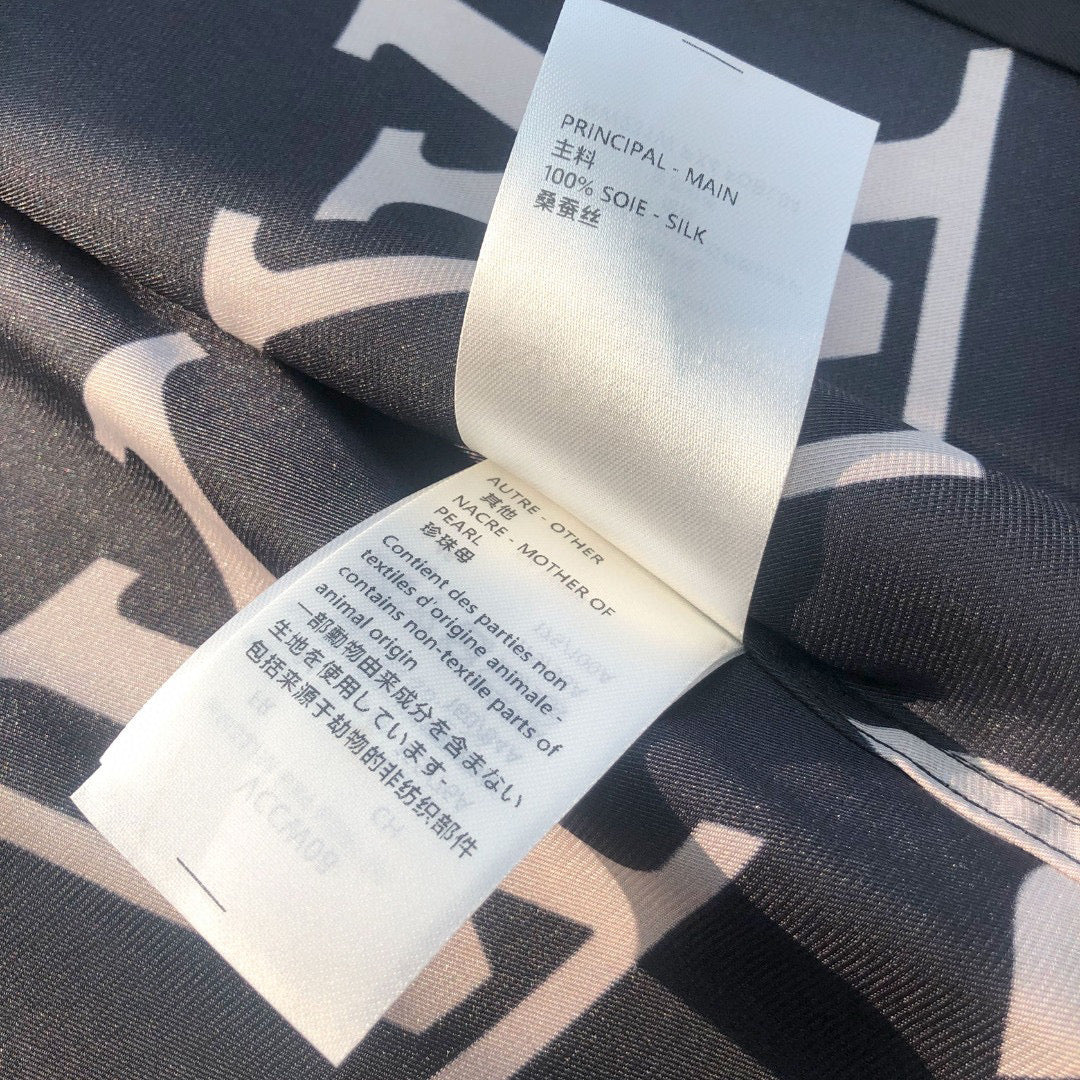 PRINCIPAL - MAIN
主料
100% SOIE - SILK
桑蚕丝
AUTRE - OTHER
其他
NACRE - MOTHER OF
PEARL
珍珠母
Contient des parties non
textiles d'origine animale -
contains non-textile parts of
animal origin
一部動物由来成分を含まない
生地を使用しています-
包括来源于动物的非纺织部件